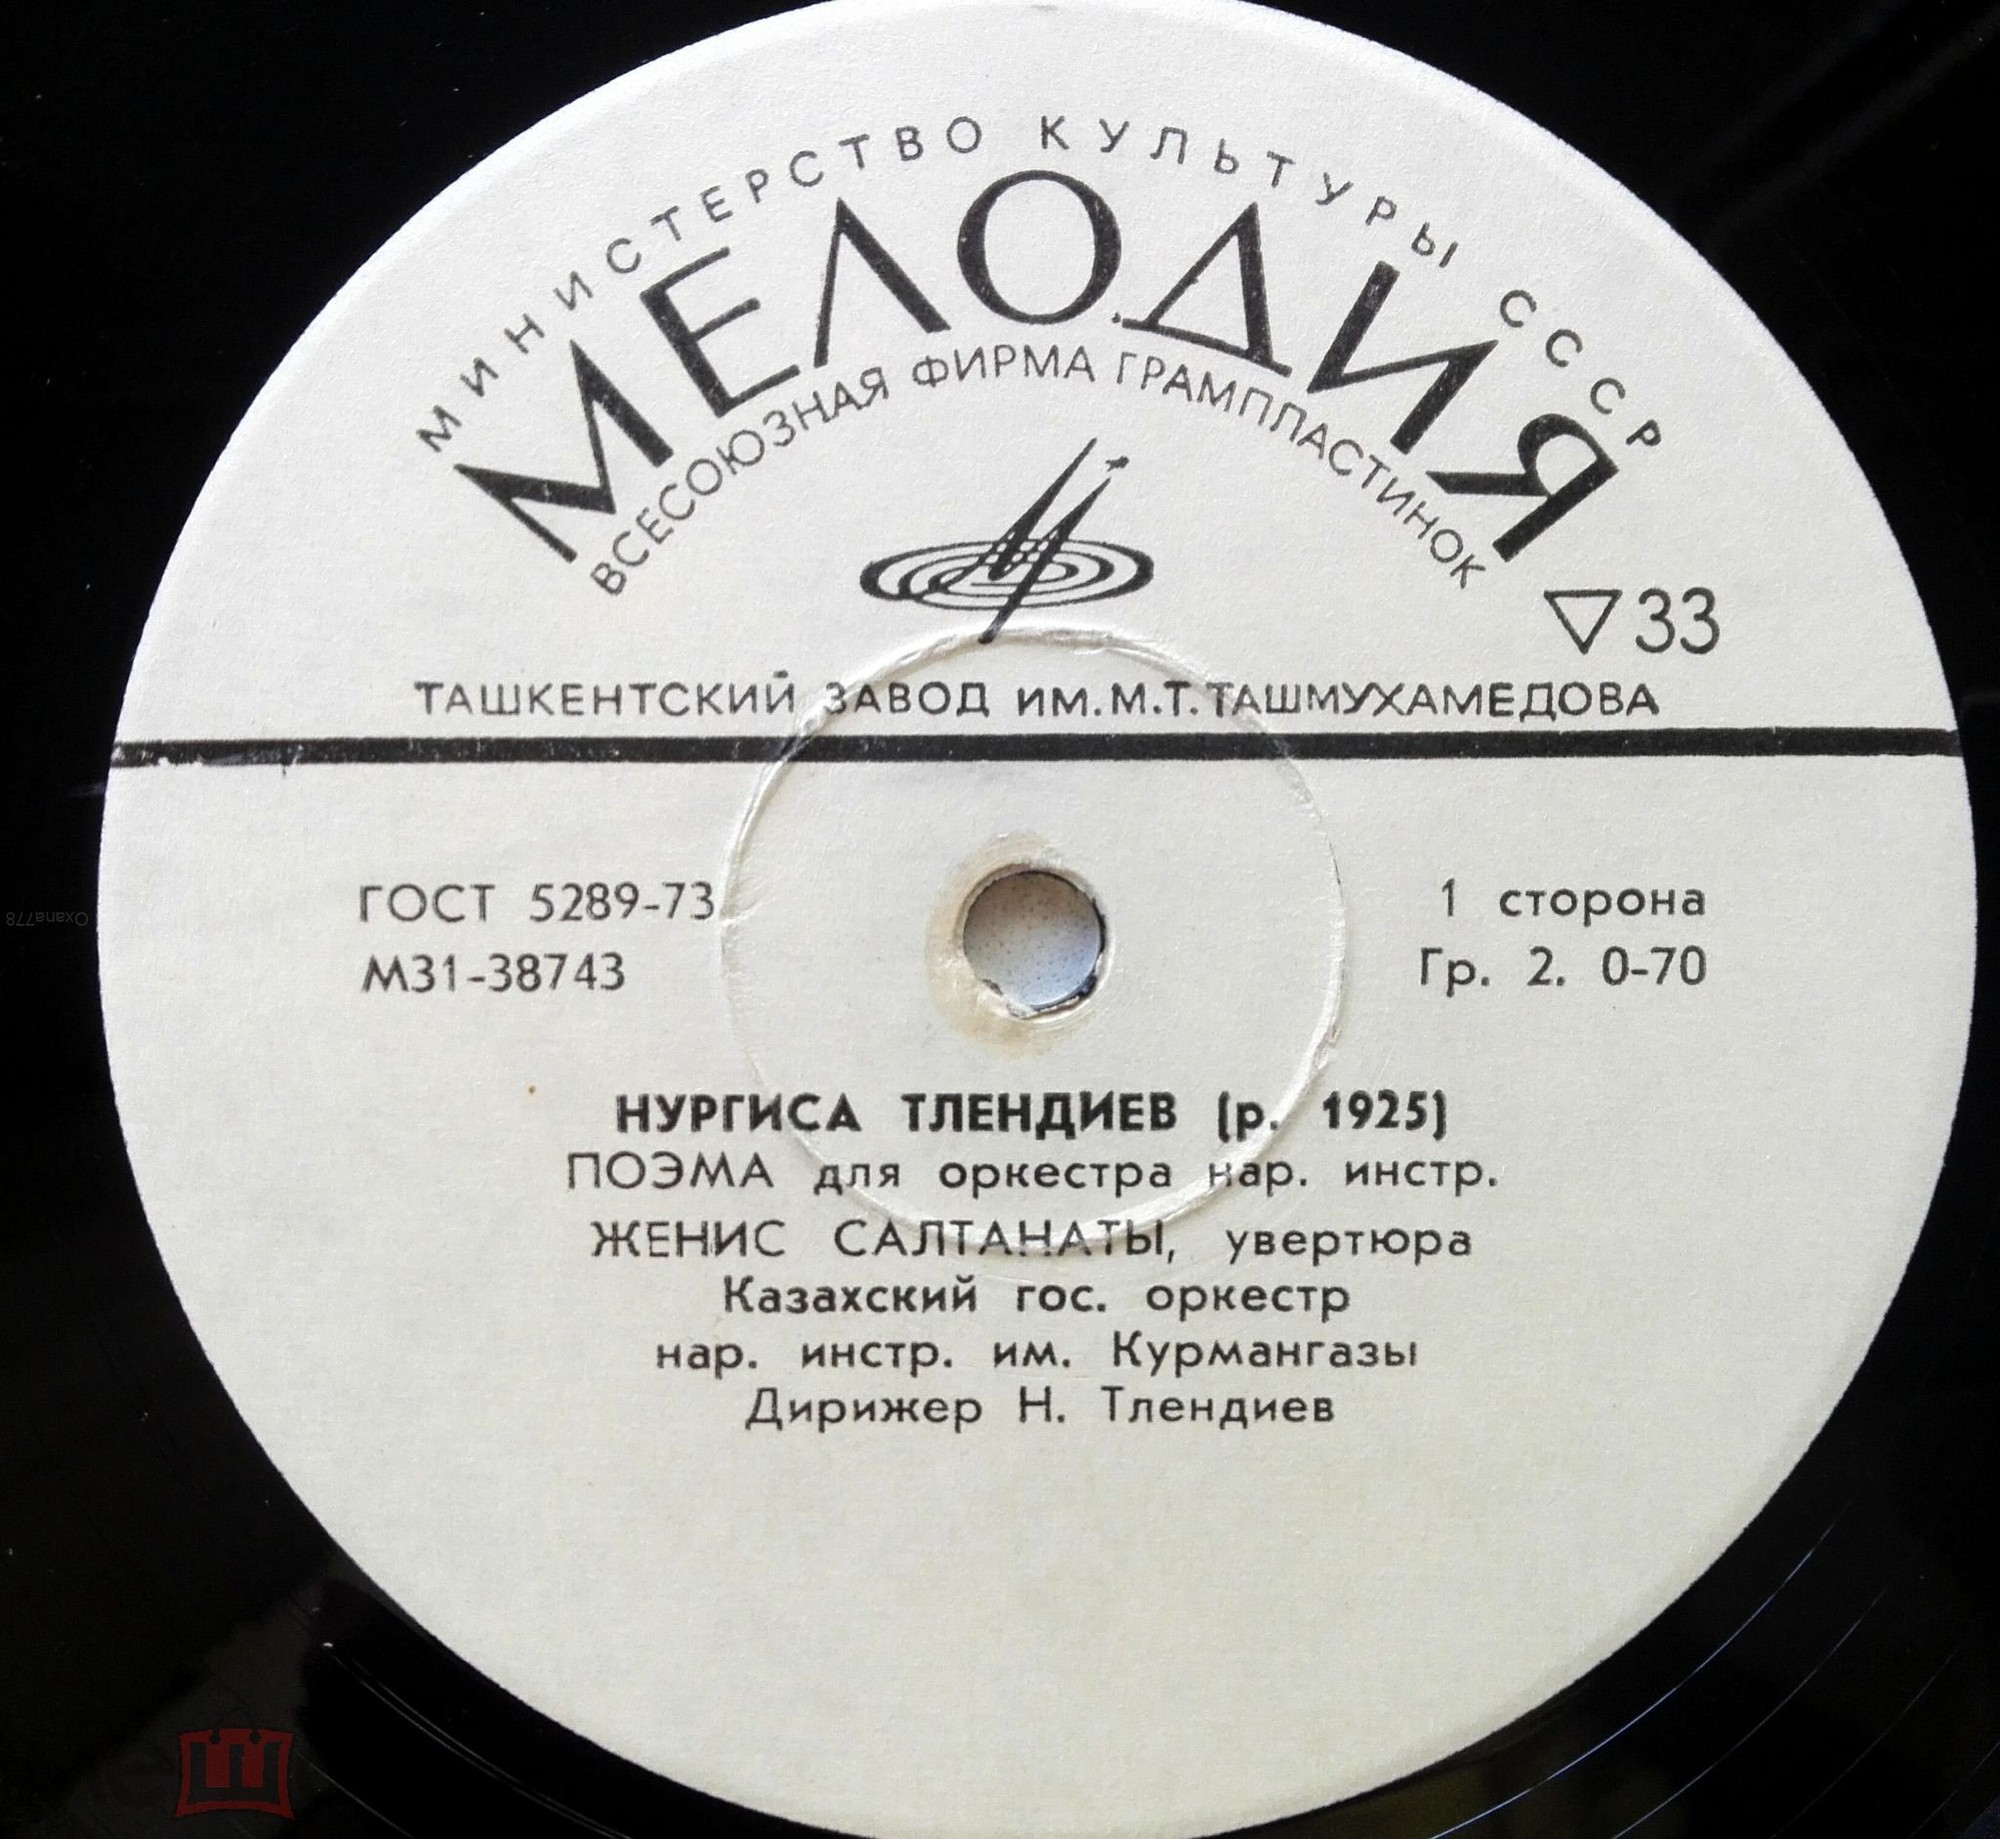 МИНИСТЕРСТВО КУЛЬТУРЫ СССР
МЕЛОДИЯ
ВСЕСОЮЗНАЯ ФИРМА ГРАМПЛАСТИНОК
33
ТАШКЕНТСКИЙ ЗАВОД ИМ.М.Т.ТАШМУХАМЕДОВА
ГОСТ 5289-73
1 сторона
М31-38743
Гр. 2. 0-70
НУРГИСА ТЛЕНДИЕВ (р. 1925)
ПОЭМА для оркестра нар. инстр.
ЖЕНИС САЛТАНАТЫ, увертюра
Казахский гос. оркестр
нар. инстр. им. Курмангазы
Дирижер Н. Тлендиев
Oxana778